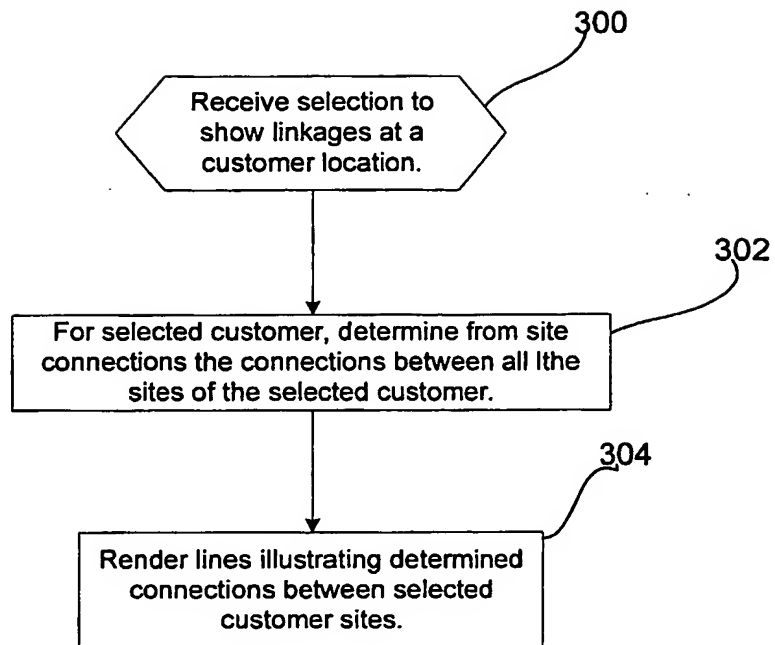 300
Receive selection to
show linkages at a
customer location.
302
For selected customer, determine from site
connections the connections between all lthe
sites of the selected customer.
304
Render lines illustrating determined
connections between selected
customer sites.